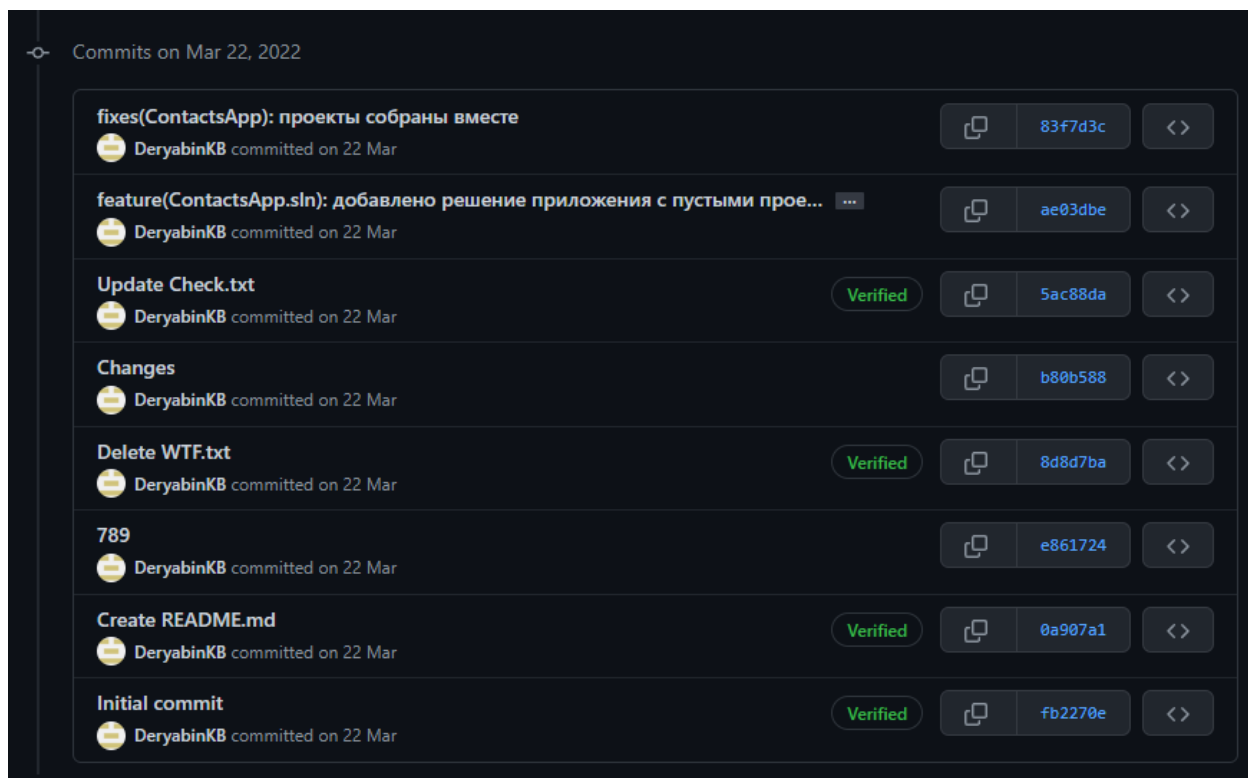 Commits on Mar 22, 2022
fixes(ContactsApp): проекты собраны вместе
83f7d3c
DeryabinKB committed on 22 Mar
feature(ContactsApp.sln): добавлено решение приложения с пустыми прое... ...
ae03dbe
DeryabinKB committed on 22 Mar
Update Check.txt
Verified
5ac88da
DeryabinKB committed on 22 Mar
Changes
b80b588
DeryabinKB committed on 22 Mar
Delete WTF.txt
Verified
8d8d7ba
DeryabinKB committed on 22 Mar
789
e861724
DeryabinKB committed on 22 Mar
Create README.md
Verified
0a907a1
DeryabinKB committed on 22 Mar
Initial commit
Verified
fb2270e
DeryabinKB committed on 22 Mar